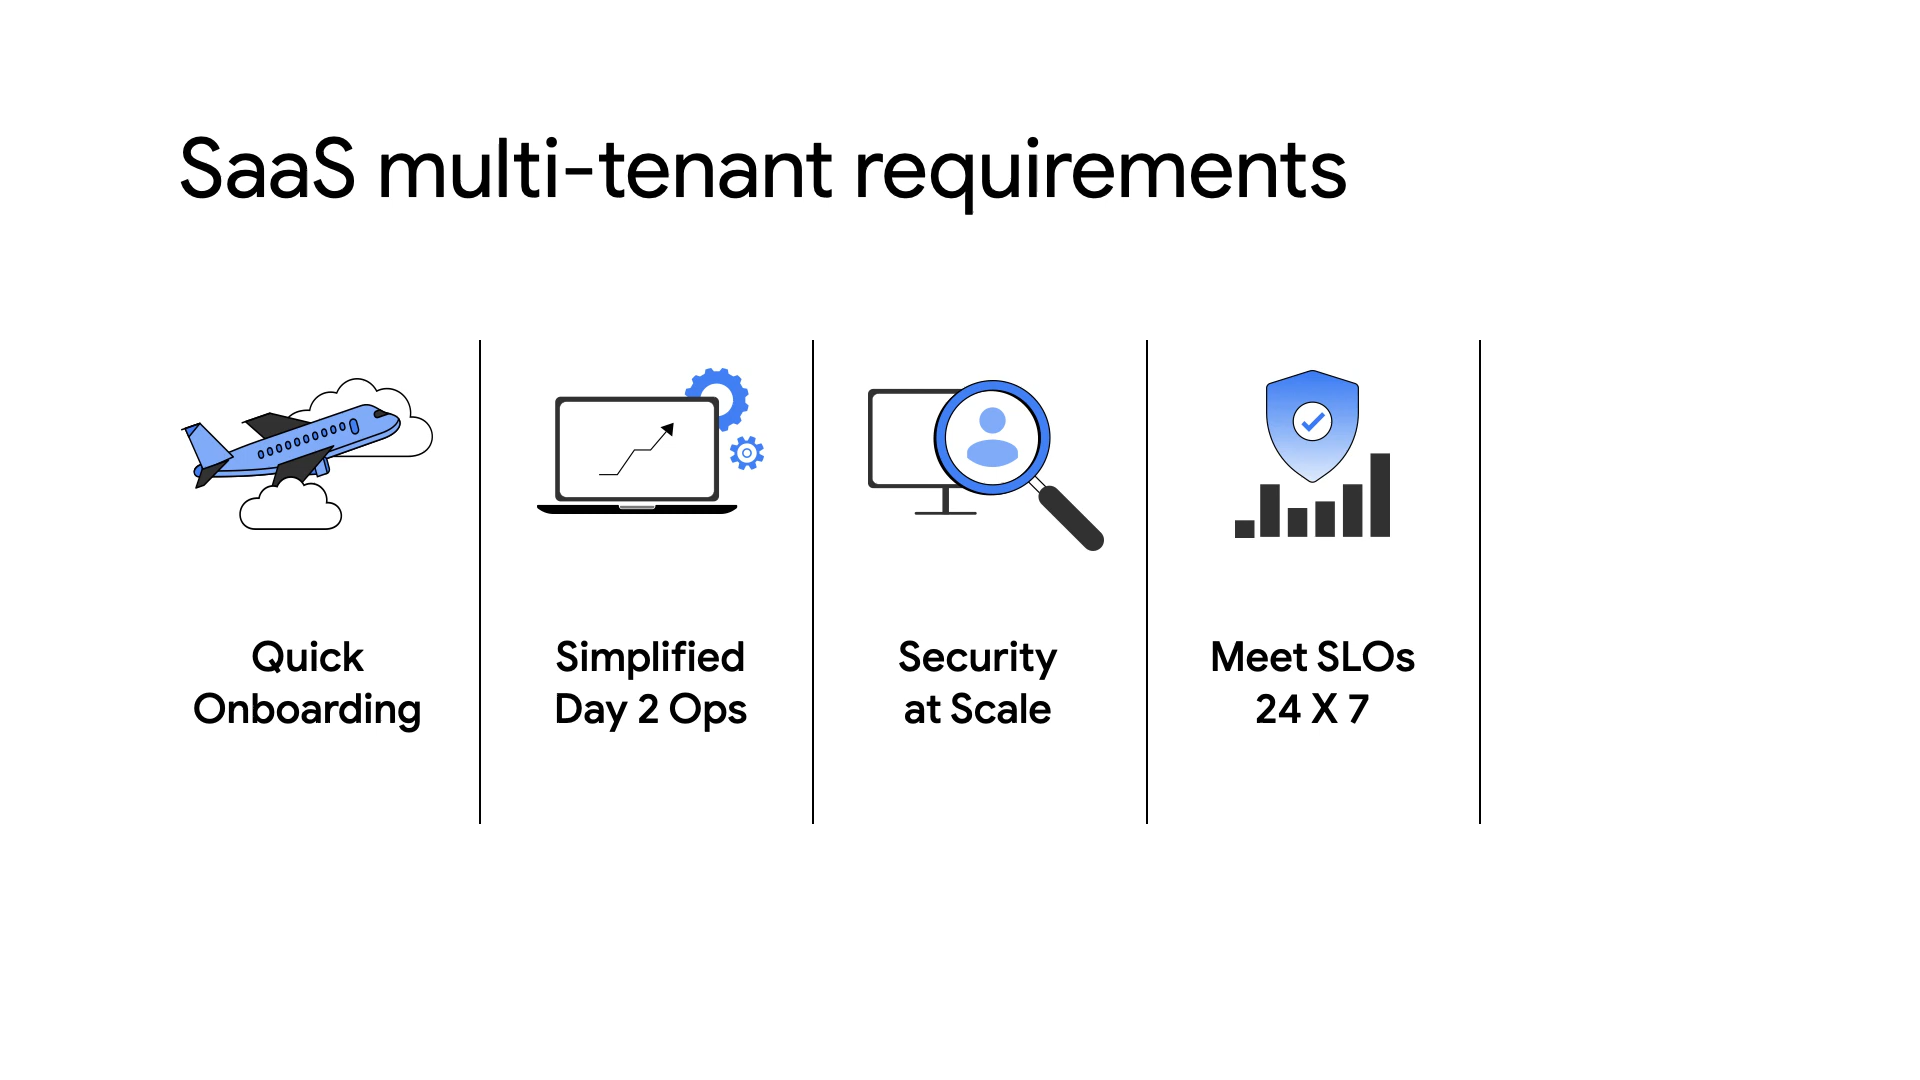 SaaS multi-tenant requirements
Quick
Onboarding
Simplified
Day 2 Ops
Security
at Scale
Meet SLOs
24 X 7